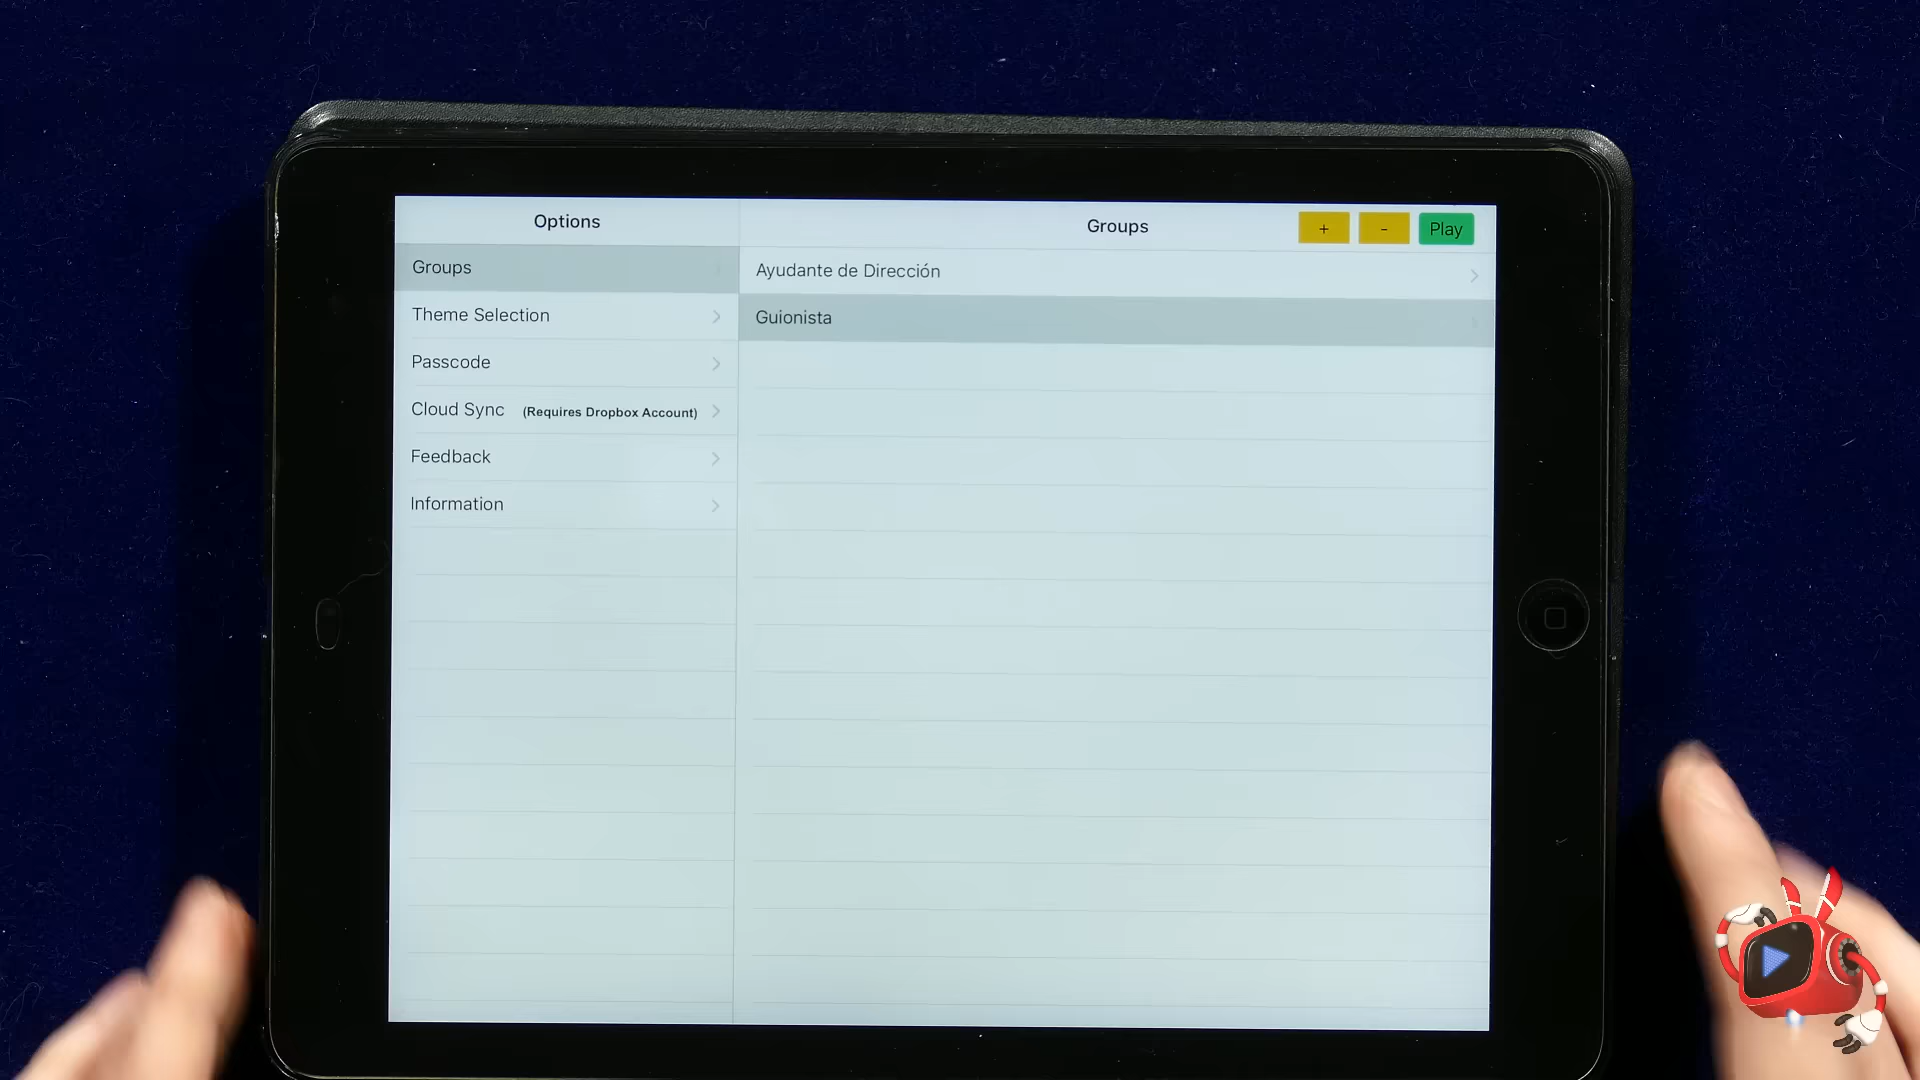 Options
Groups
Theme Selection
Passcode
Cloud Sync (Requires Dropbox Account)
Feedback
Information
Groups
+ - Play
Ayudante de Dirección
Guionista